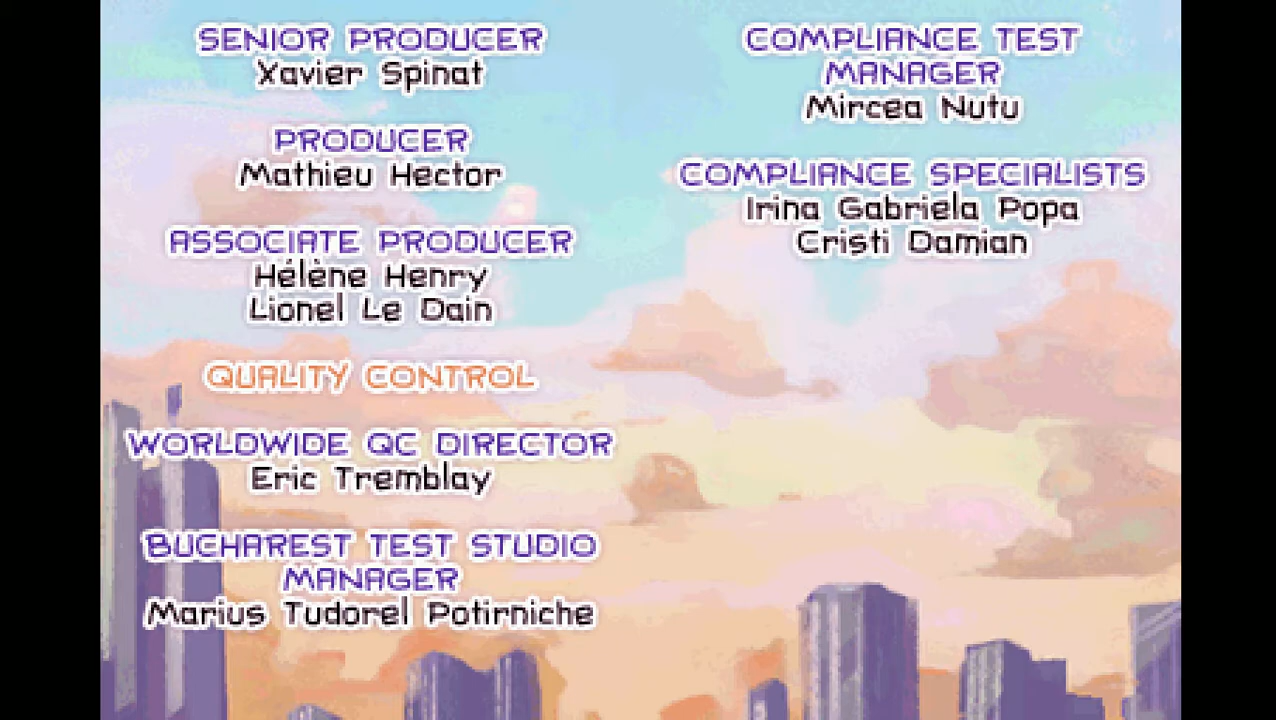 SENIOR PRODUCER
Xavier Spinat
PRODUCER
Mathieu Hector
ASSOCIATE PRODUCER
Hélène Henry
Lionel Le Dain
QUALITY CONTROL
WORLDWIDE QC DIRECTOR
Eric Tremblay
BUCHAREST TEST STUDIO
MANAGER
Marius Tudorel Potirniche
COMPLIANCE TEST
MANAGER
Mircea Nutu
COMPLIANCE SPECIALISTS
Irina Gabriela Popa
Cristi Damian